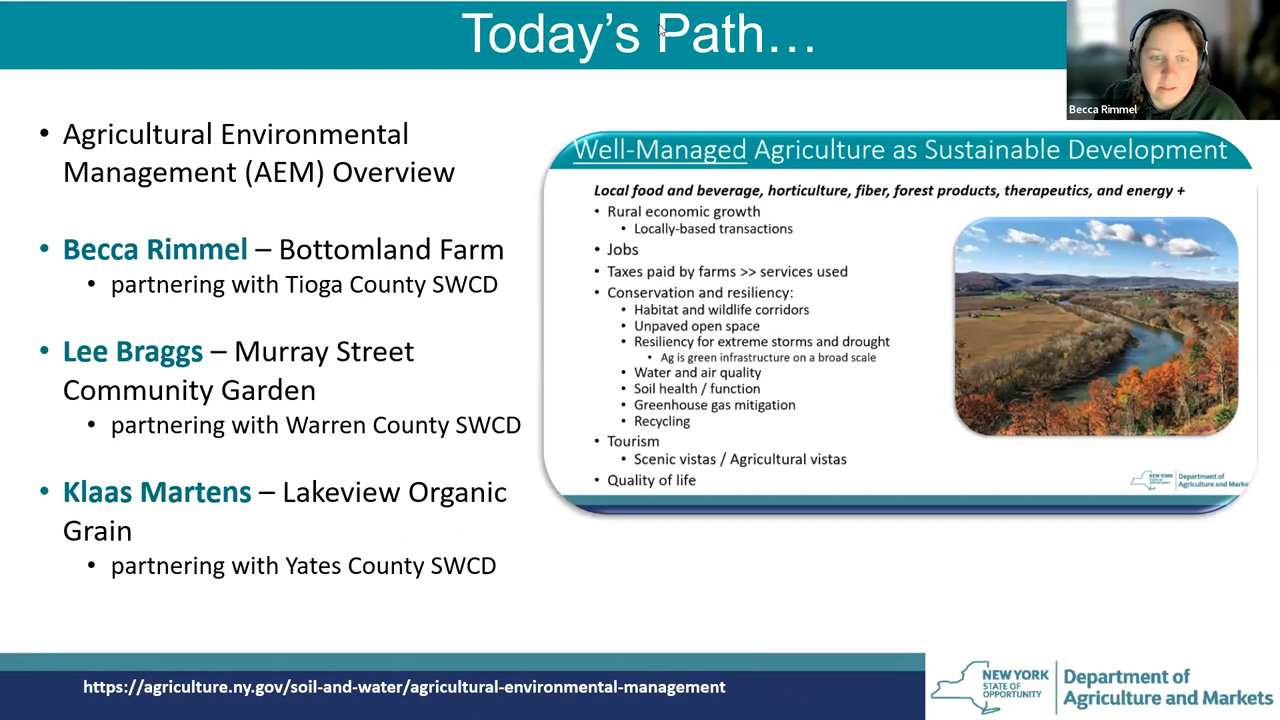 Today's Path…
Becca Rimmel
• Agricultural Environmental
Management (AEM) Overview
• Becca Rimmel – Bottomland Farm
• partnering with Tioga County SWCD
• Lee Braggs – Murray Street
Community Garden
• partnering with Warren County SWCD
• Klaas Martens – Lakeview Organic
Grain
• partnering with Yates County SWCD
Well-Managed Agriculture as Sustainable Development
Local food and beverage, horticulture, fiber, forest products, therapeutics, and energy +
• Rural economic growth
• Locally-based transactions
• Jobs
• Taxes paid by farms >> services used
• Conservation and resiliency:
• Habitat and wildlife corridors
• Unpaved open space
• Resiliency for extreme storms and drought
• Ag is green infrastructure on a broad scale
• Water and air quality
• Soil health / function
• Greenhouse gas mitigation
• Recycling
• Tourism
• Scenic vistas / Agricultural vistas
• Quality of life
NEW YORK
STATE OF
OPPORTUNITY
Department of
Agriculture and Markets
https://agriculture.ny.gov/soil-and-water/agricultural-environmental-management
NEW YORK
STATE OF
OPPORTUNITY
Department of
Agriculture and Markets